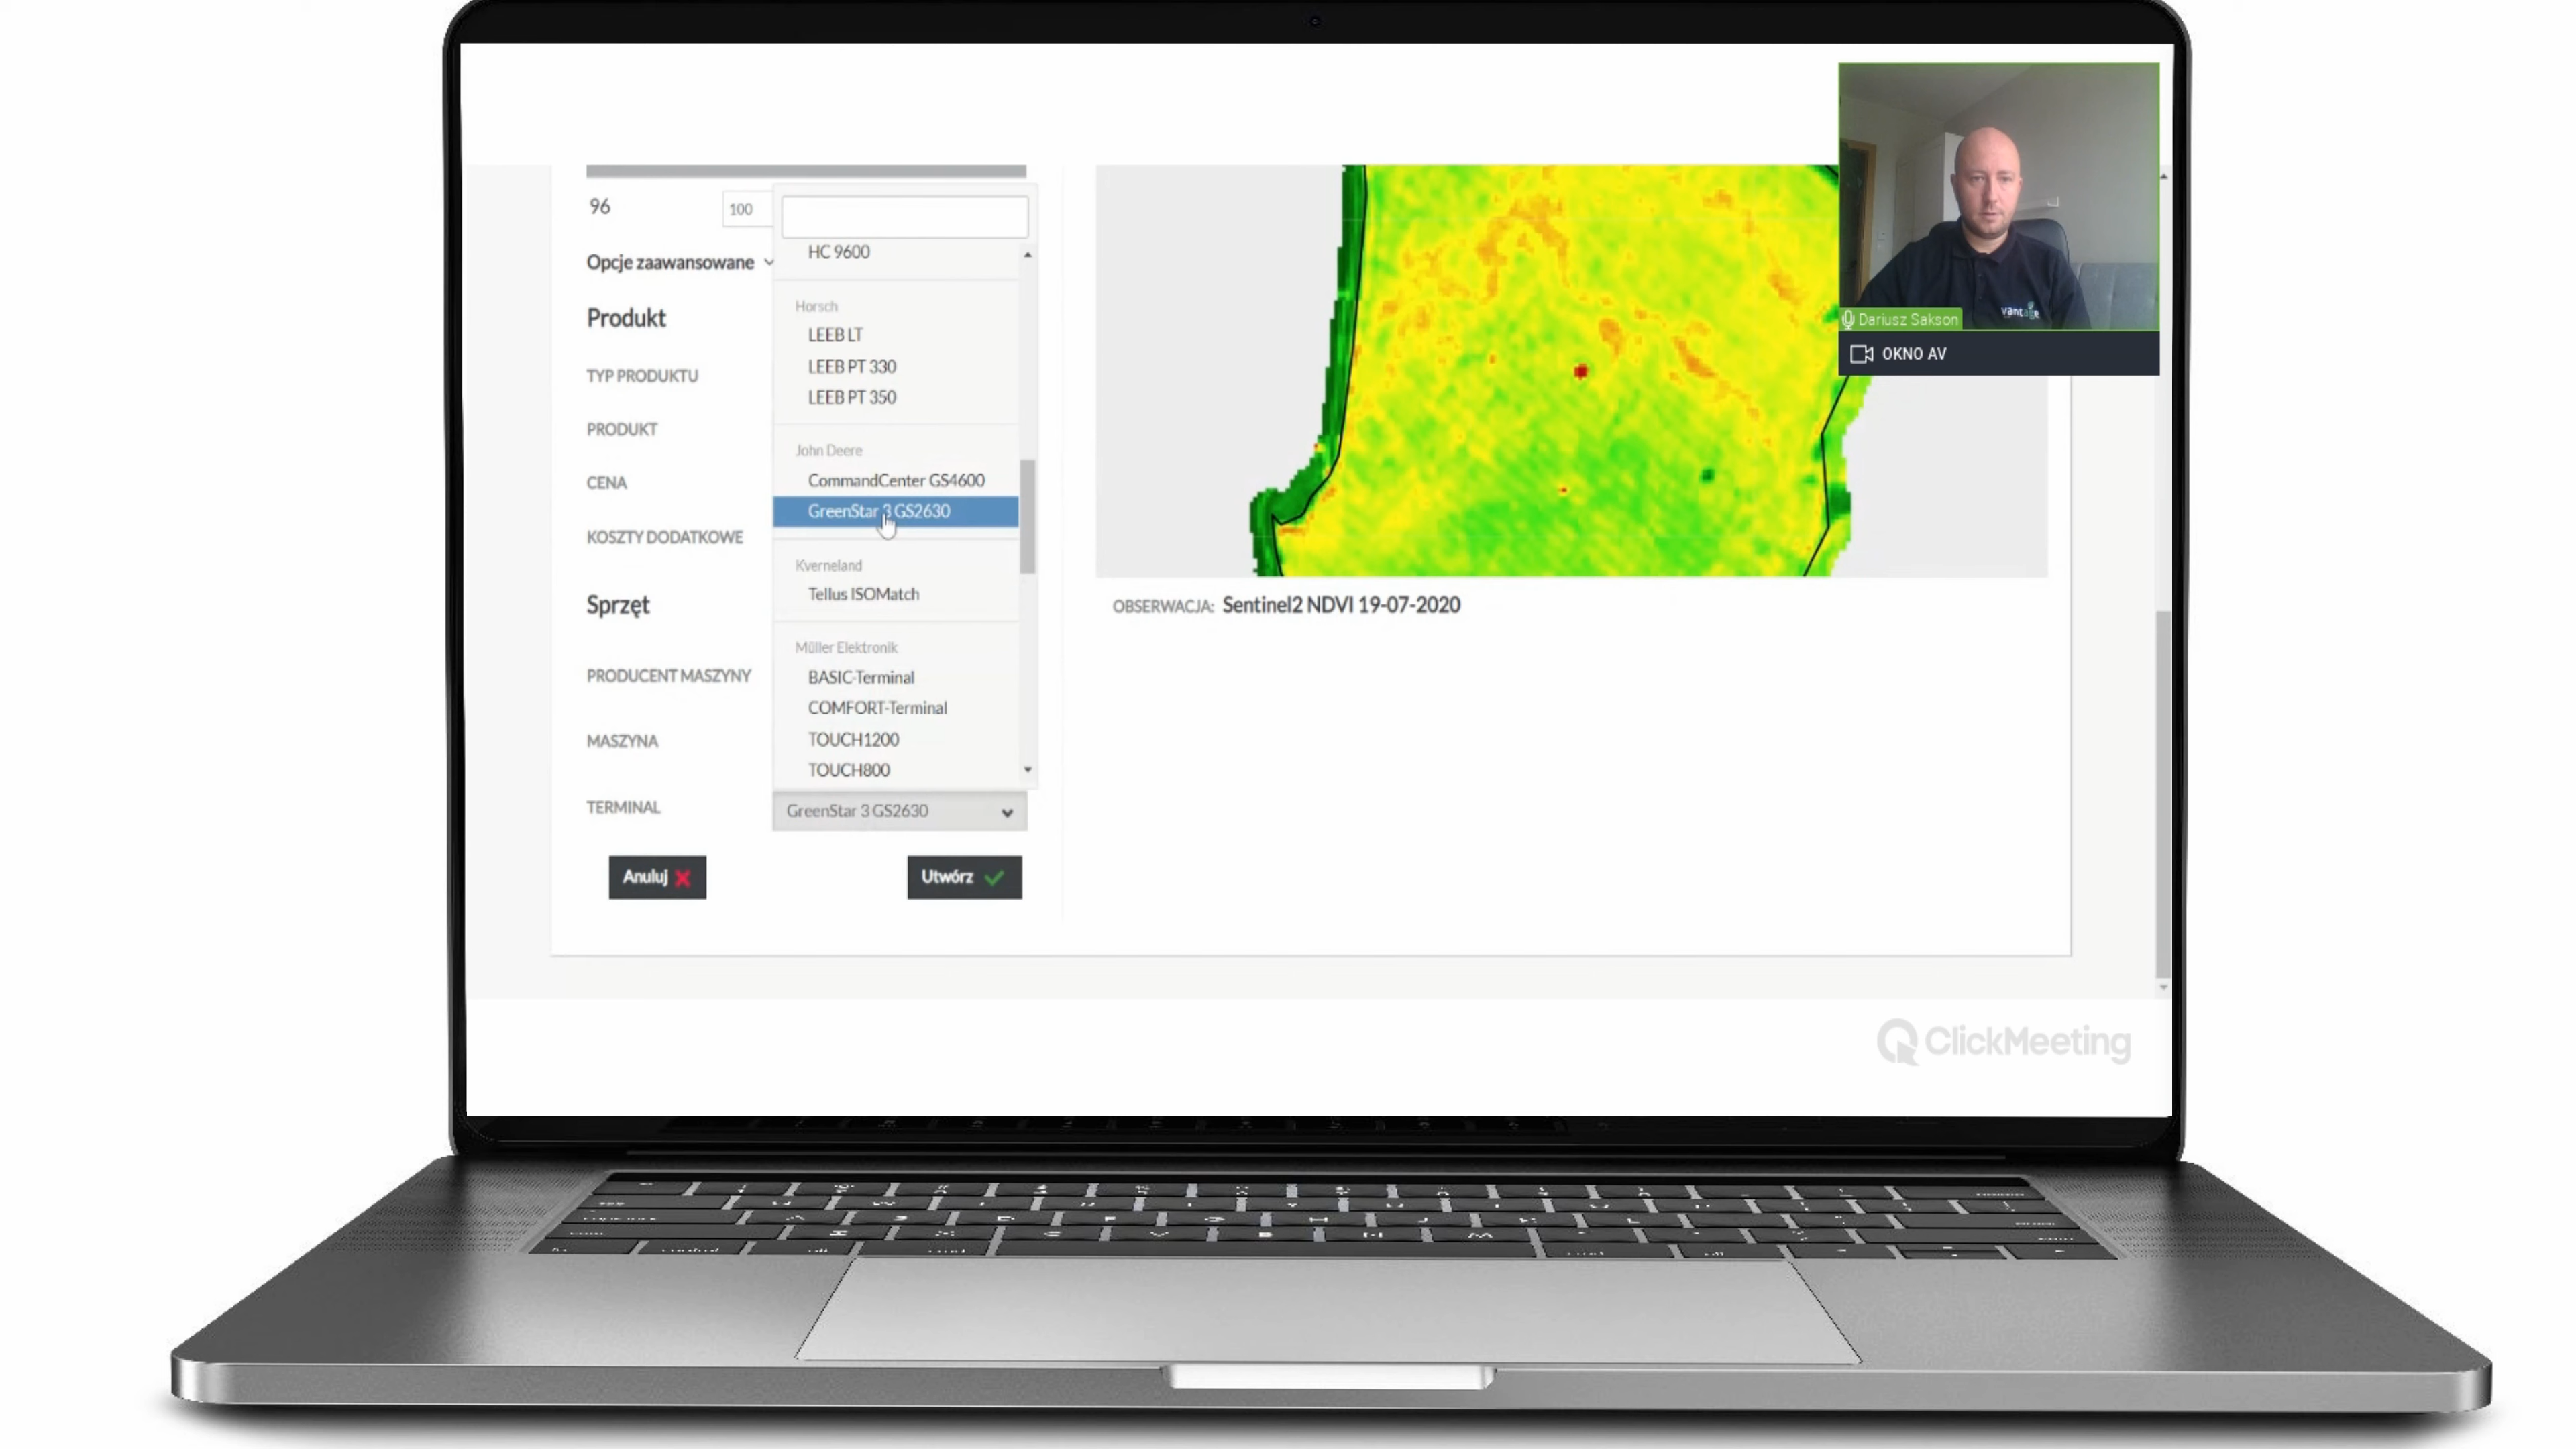 96
100
Opcje zaawansowane
Produkt
TYP PRODUKTU
PRODUKT
CENA
KOSZTY DODATKOWE
Sprzęt
PRODUCENT MASZYNY
MASZYNA
TERMINAL
HC 9600
Horsch
LEEB LT
LEEB PT 330
LEEB PT 350
John Deere
CommandCenter GS4600
GreenStar 3 GS2630
Kverneland
Tellus ISOMatch
Müller Elektronik
BASIC-Terminal
COMFORT-Terminal
TOUCH1200
TOUCH800
GreenStar 3 GS2630
Anuluj
Utwórz
OBSERWACJA: Sentinel2 NDVI 19-07-2020
vantage
Dariusz Sakson
OKNO AV
ClickMeeting